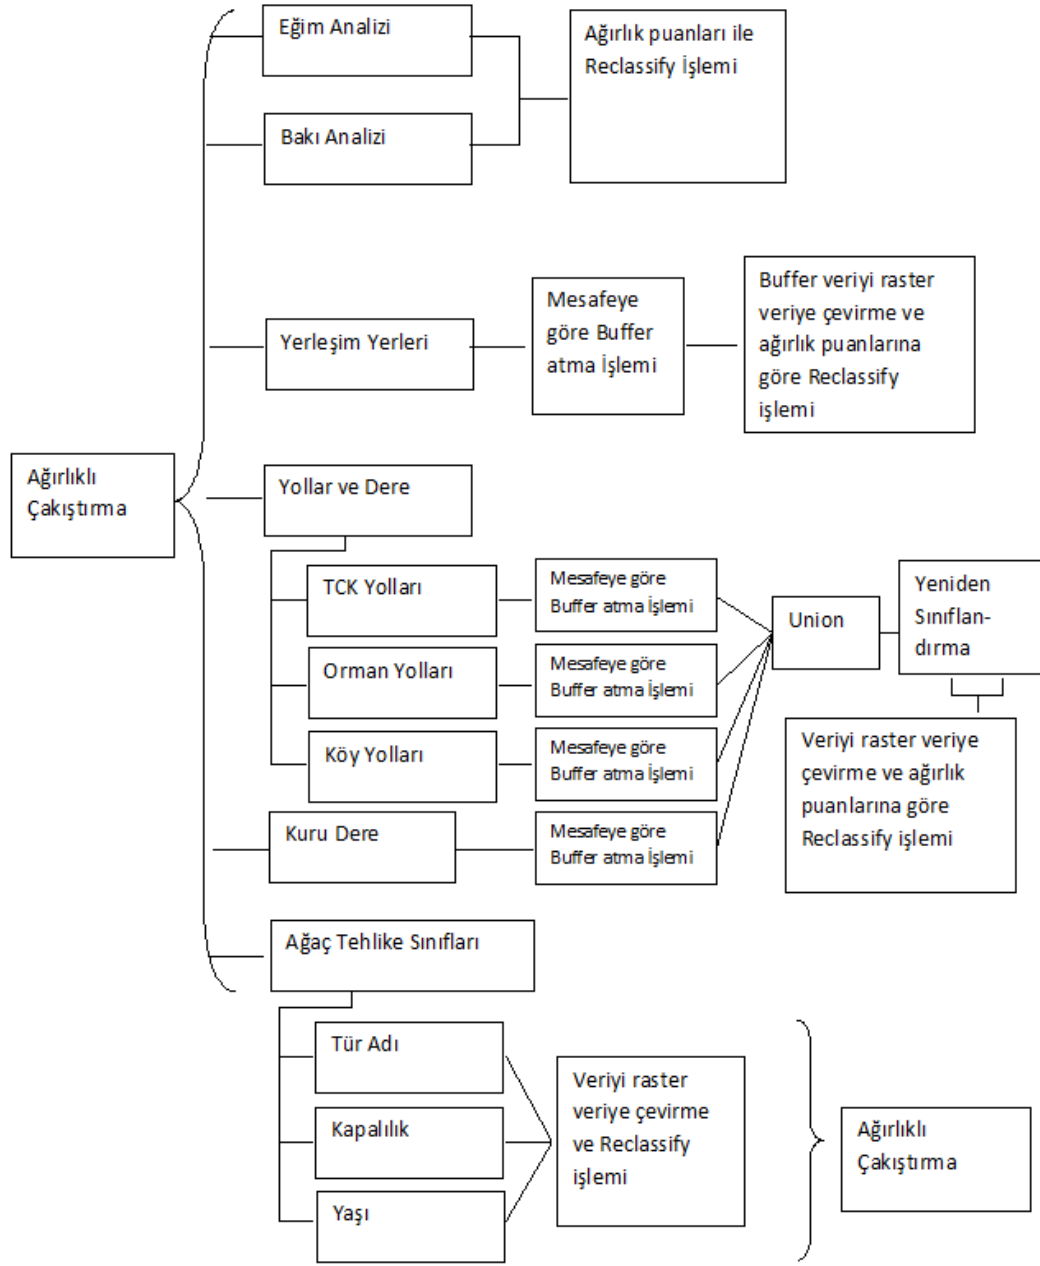 Eğim Analizi
Ağırlık puanları ile
Reclassify İşlemi
Bakı Analizi
Yerleşim Yerleri
Mesafeye
göre Buffer
atma İşlemi
Buffer veriyi raster
veriye çevirme ve
ağırlık puanlarına
göre Reclassify
işlemi
Ağırlıklı
Çakıştırma
Yollar ve Dere
TCK Yolları
Mesafeye göre
Buffer atma İşlemi
Union
Yeniden
Sınıflan-
dırma
Orman Yolları
Mesafeye göre
Buffer atma İşlemi
Köy Yolları
Mesafeye göre
Buffer atma İşlemi
Veriyi raster veriye
çevirme ve ağırlık
puanlarına göre
Reclassify işlemi
Kuru Dere
Mesafeye göre
Buffer atma İşlemi
Ağaç Tehlike Sınıfları
Tür Adı
Kapalılık
Yaşı
Veriyi raster
veriye çevirme
ve Reclassify
işlemi
Ağırlıklı
Çakıştırma